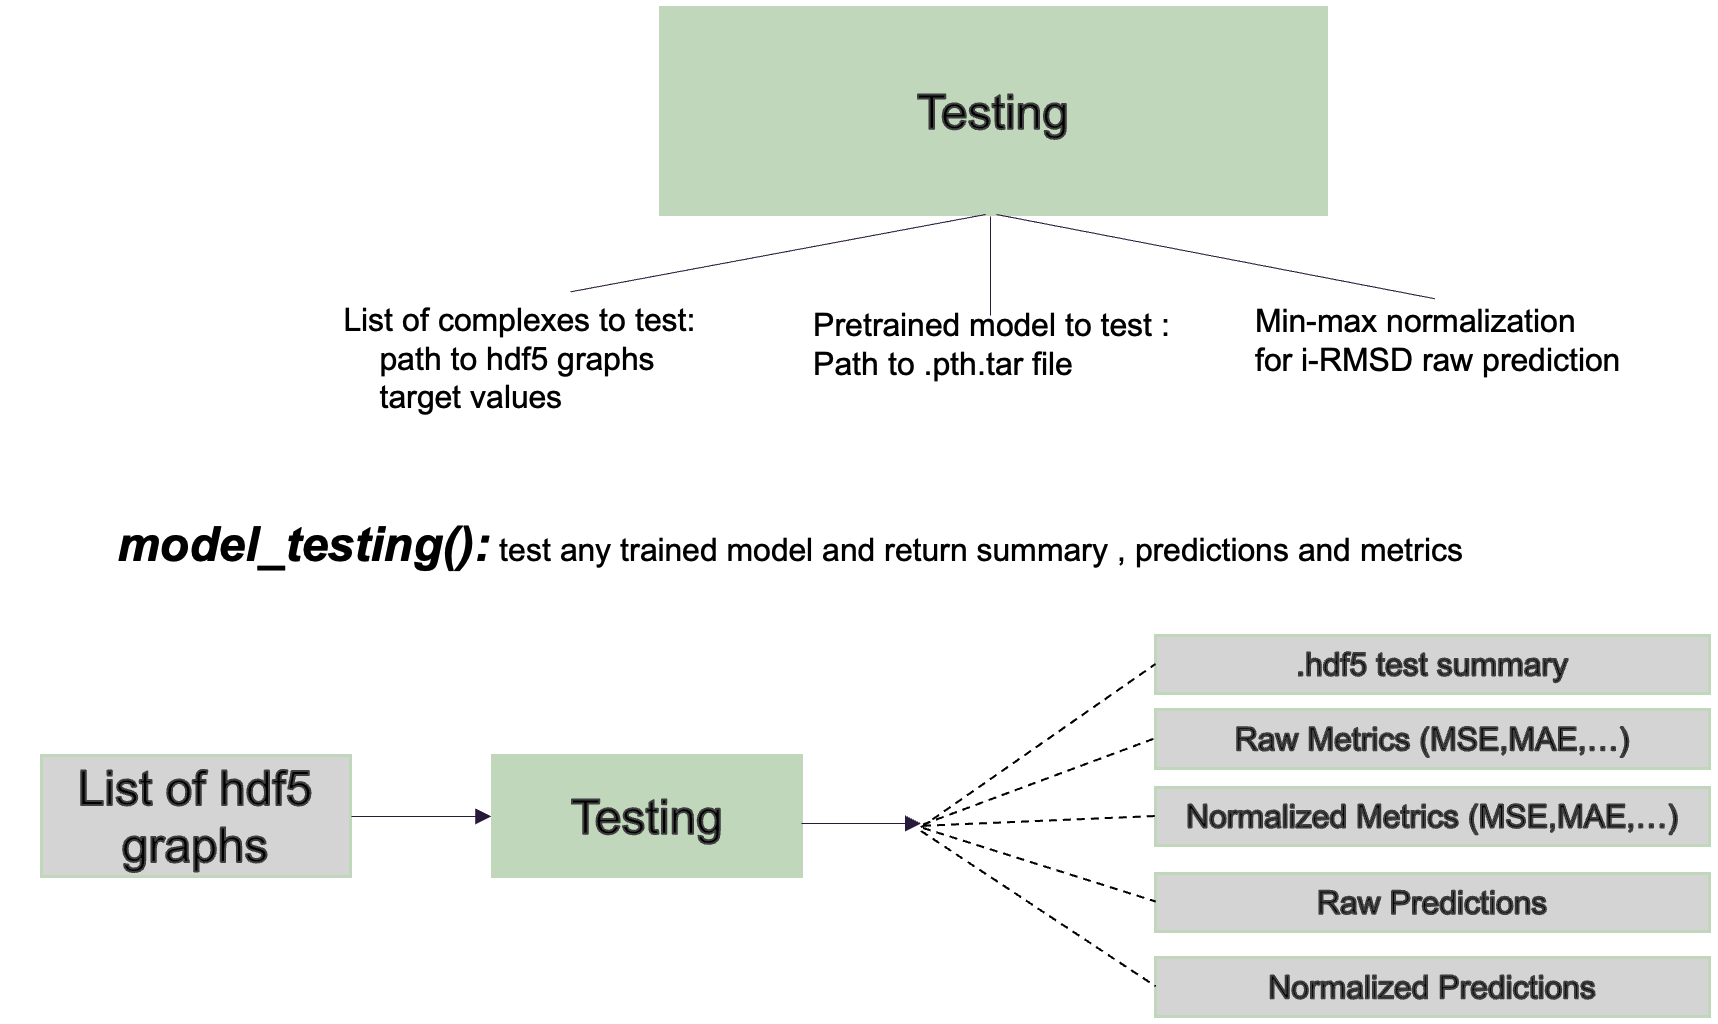 Testing
List of complexes to test:
path to hdf5 graphs
target values
Pretrained model to test :
Path to .pth.tar file
Min-max normalization
for i-RMSD raw prediction
model_testing(): test any trained model and return summary , predictions and metrics
List of hdf5
graphs
Testing
.hdf5 test summary
Raw Metrics (MSE,MAE,…)
Normalized Metrics (MSE,MAE,…)
Raw Predictions
Normalized Predictions